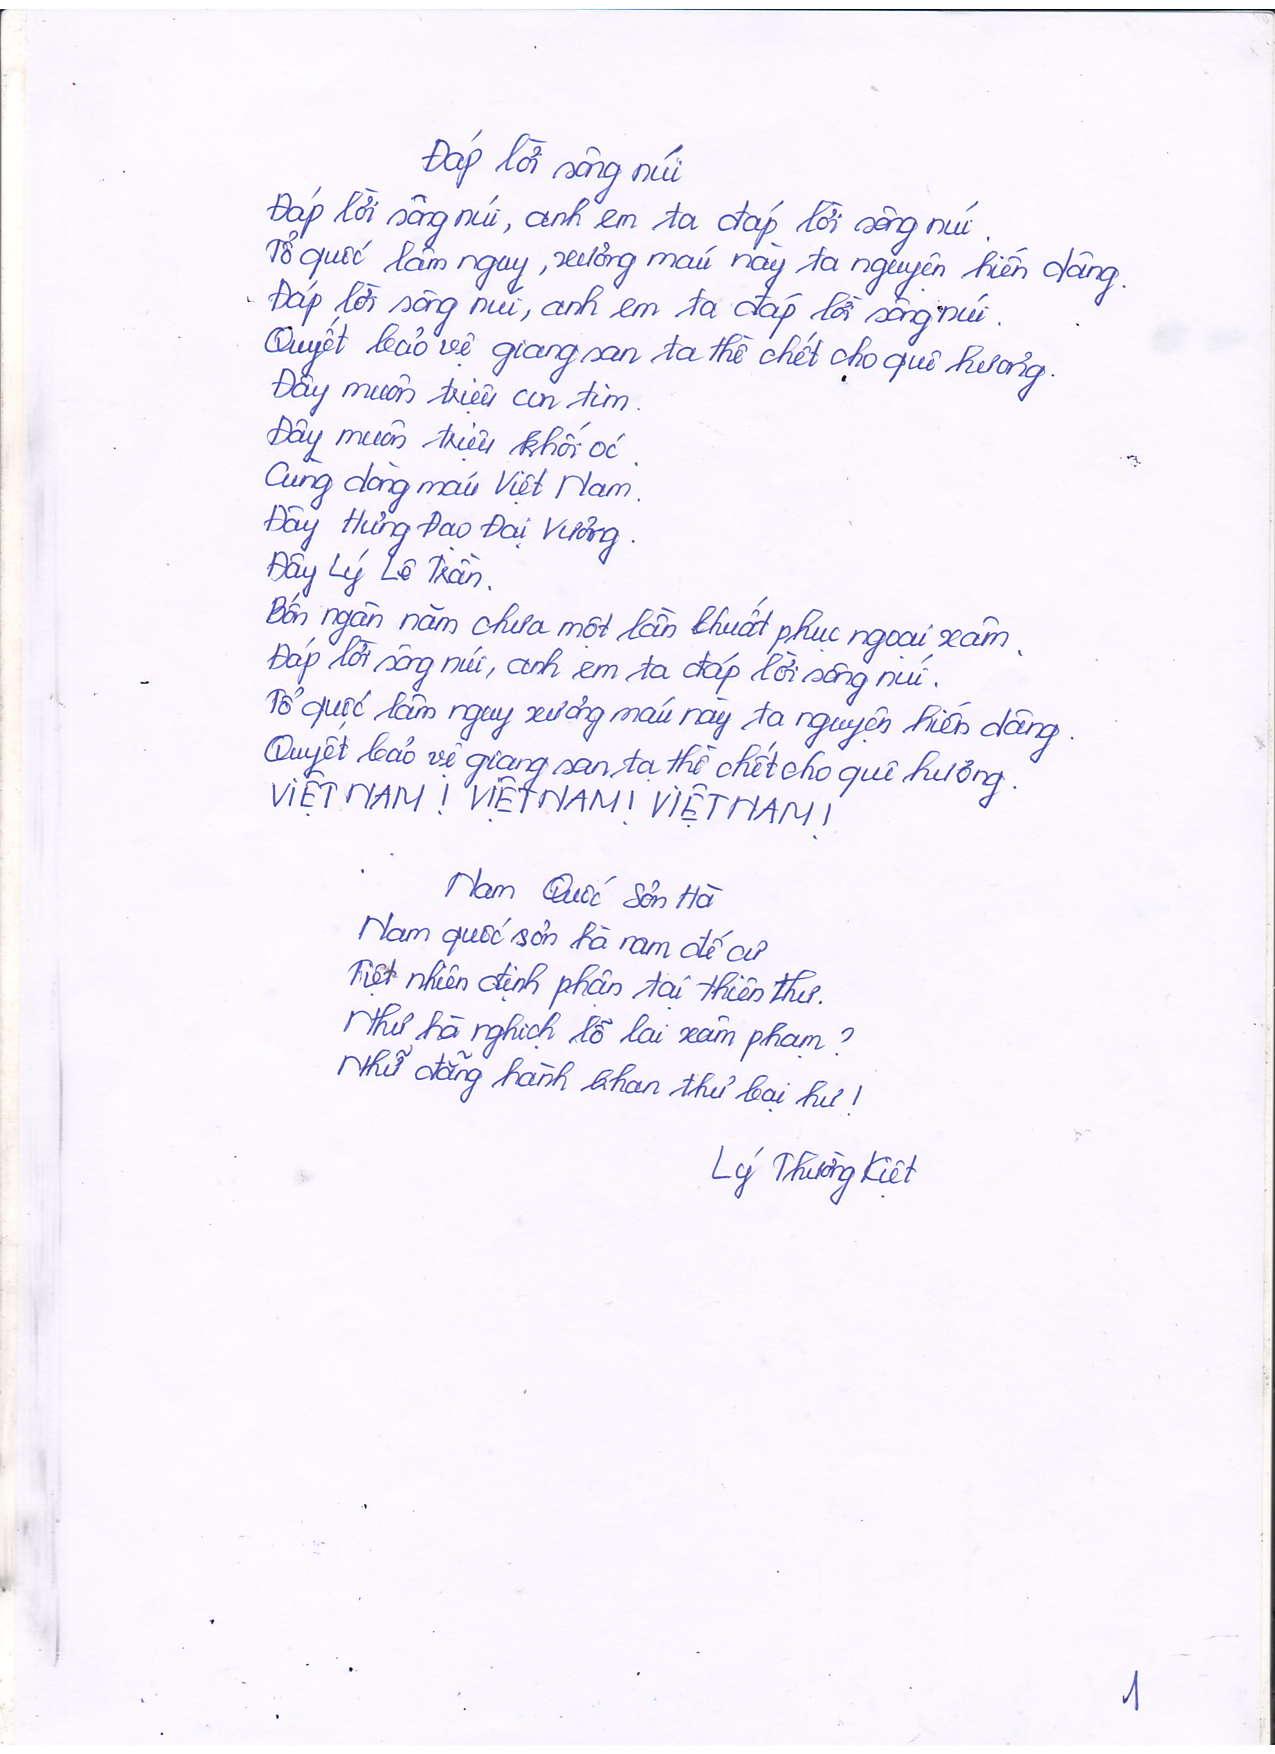 Đáp lời sông núi
Đáp lời sông núi, anh em ta đáp lời sông núi.
Tổ quốc lâm nguy, xương máu này ta nguyện hiến dâng.
Đáp lời sông núi, anh em ta đáp lời sông núi.
Quyết bảo vệ giang san ta thề chết cho quê hương.
Đây muôn triệu con tim.
Đây muôn triệu khối óc.
Cùng dòng máu Việt Nam.
Đây Hưng Đạo Đại Vương.
Đây Lý Lê Trần.
Bốn ngàn năm chưa một lần khuất phục ngoại xâm.
Đáp lời sông núi, anh em ta đáp lời sông núi.
Tổ quốc lâm nguy xương máu này ta nguyện hiến dâng.
Quyết bảo vệ giang san ta thề chết cho quê hương.
VIỆT NAM! VIỆT NAM! VIỆT NAM!
Nam Quốc Sơn Hà
Nam quốc sơn hà nam đế cư
Tiệt nhiên định phận tại thiên thư.
Như hà nghịch lỗ lai xâm phạm?
Nhữ đẳng hành khan thư bại hư!
Lý Thường Kiệt
1